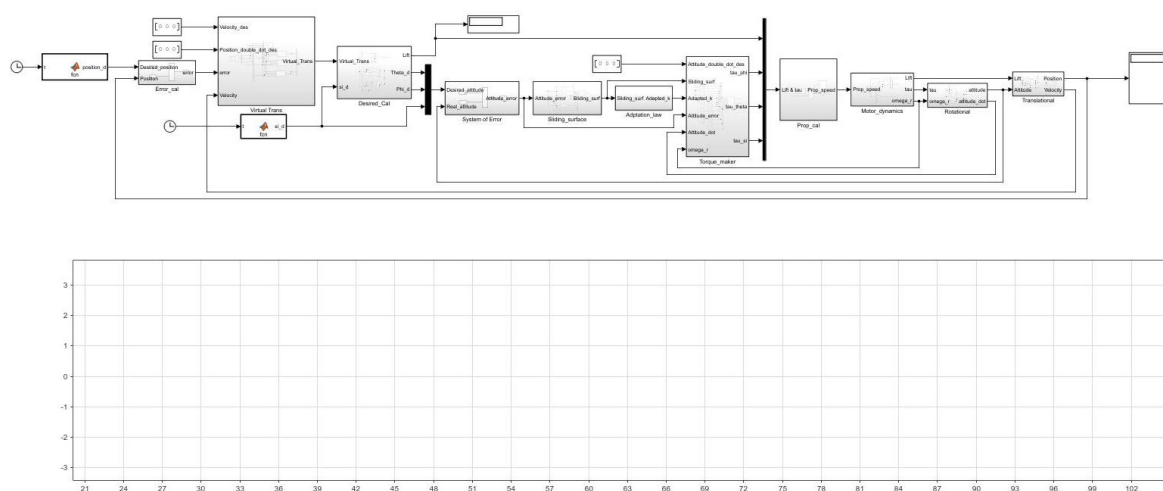 [0 0 0]
Velocity_des
[0 0 0]
Position_double_dot_des
error
Velocity
Virtual_Trans
Virtual Trans
t
position_d
fcn
Desired_position
Position
error
Error_cal
Virtual_Trans
si_d
Lift
Theta_d
Phi_d
Desired_Cal
t
si_d
fcn
Desired_attitude
Real_attitude
Attitude_error
System of Error
Attitude_error
Sliding_surf
Sliding_surface
Sliding_surf
Adapted_k
Adptation_law
[0 0 0]
Attitude_double_dot_des
Sliding_surf
Adapted_k
Attitude_error
Attitude_dot
omega_r
tau_phi
tau_theta
tau_si
Torque_maker
Lift & tau
Prop_speed
Prop_cal
Prop_speed
Lift
tau
omega_r
Motor_dynamics
tau
omega_r
attitude
attitude_dot
Rotational
Lift
Attitude
Position
Velocity
Translational
3
2
1
0
-1
-2
-3
21 24 27 30 33 36 39 42 45 48 51 54 57 60 63 66 69 72 75 78 81 84 87 90 93 96 99 102